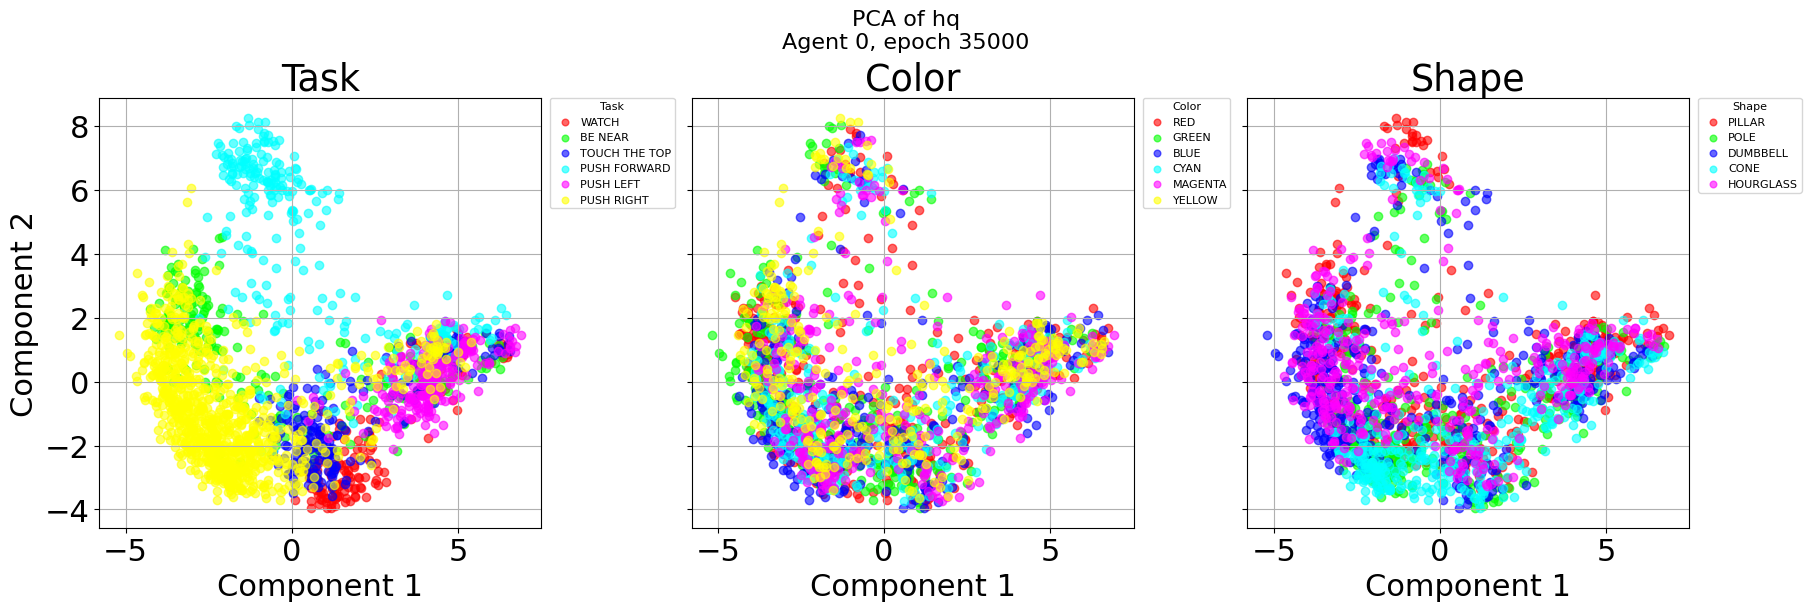 PCA of hq
Agent 0, epoch 35000
Task
Component 2
8
6
4
2
0
−2
−4
−5 0 5
Component 1
Task
WATCH
BE NEAR
TOUCH THE TOP
PUSH FORWARD
PUSH LEFT
PUSH RIGHT
Color
−5 0 5
Component 1
Color
RED
GREEN
BLUE
CYAN
MAGENTA
YELLOW
Shape
−5 0 5
Component 1
Shape
PILLAR
POLE
DUMBBELL
CONE
HOURGLASS